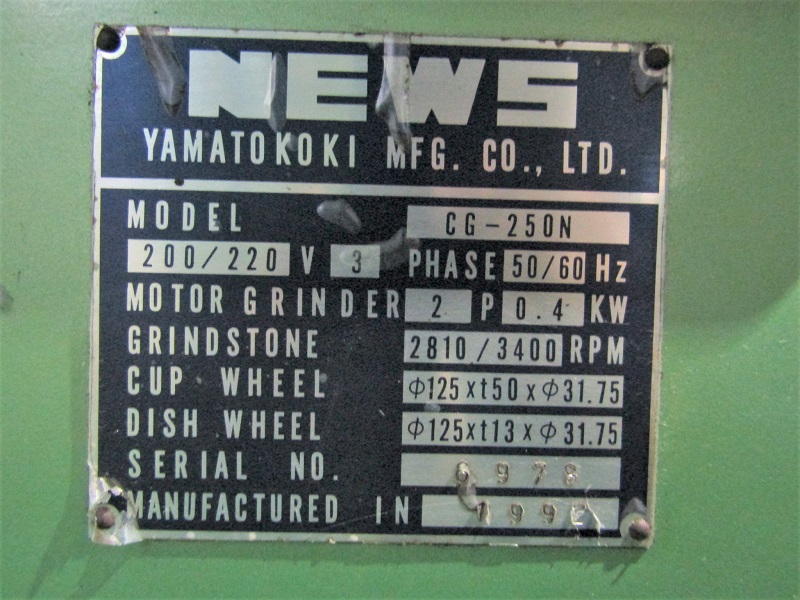 NEWS
YAMATOKOKI MFG. CO., LTD.
MODEL CG-250N
200/220 V 3 PHASE 50/60 Hz
MOTOR GRINDER 2 P 0.4 KW
GRINDSTONE 2810/3400 RPM
CUP WHEEL Φ125xt50xΦ31.75
DISH WHEEL Φ125xt13xΦ31.75
SERIAL NO.
MANUFACTURED IN